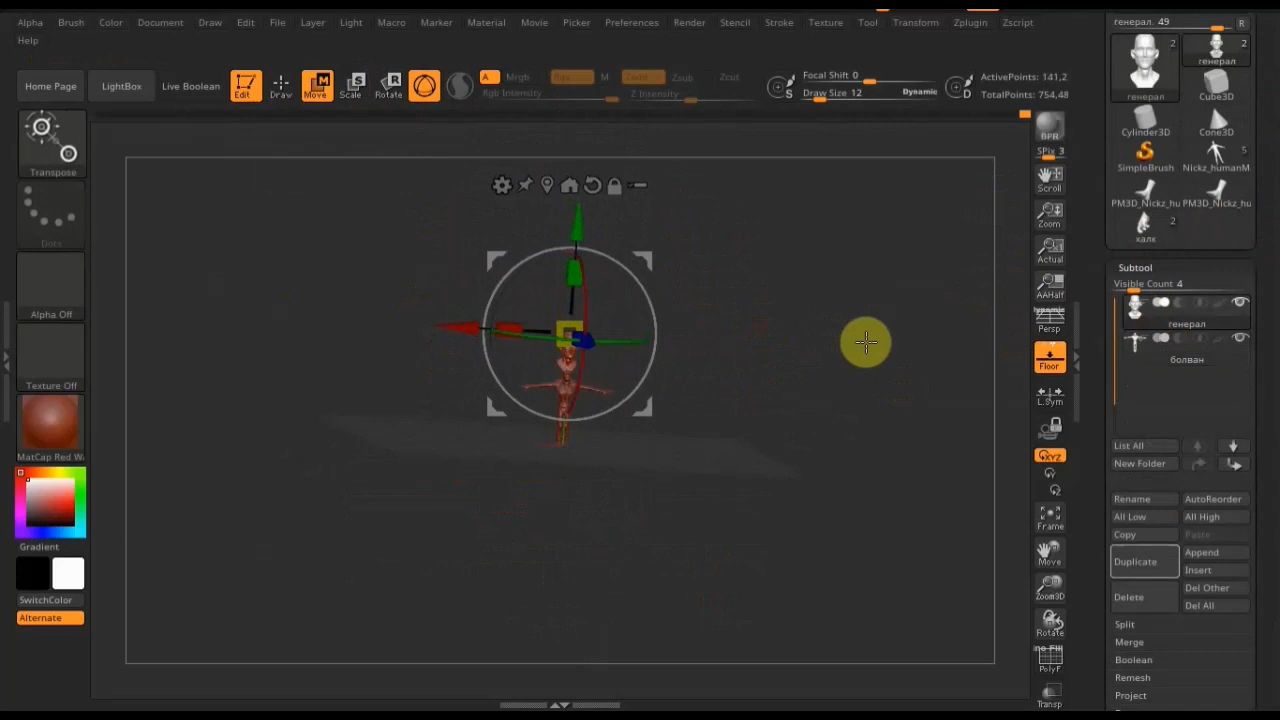 Alpha Brush Color Document Draw Edit File Layer Light Macro Marker Material Movie Picker Preferences Render Stencil Stroke Texture Tool Transform Zplugin Zscript
Help
генерал. 49 R
Home Page LightBox Live Boolean Edit Draw Move Scale Rotate
A Mrgb Rgb M Zadd Zsub Zcut
Rgb Intensity Z Intensity
Focal Shift 0
Draw Size 12 Dynamic
S D
ActivePoints: 141,2
TotalPoints: 754,48
Transpose
Dots
Alpha Off
Texture Off
MatCap Red Wa
Gradient
SwitchColor
Alternate
BPR
SPix 3
Scroll
Zoom
Actual
AAHalf
Persp
Floor
L.Sym
XYZ
Y
Z
Frame
Move
Zoom3D
Rotate
PolyF
Transp
2 2
генерал генерал
Cube3D
Cylinder3D Cone3D
5
SimpleBrush Nickz_humanM
PM3D_Nickz_hu PM3D_Nickz_hu
2
халк
Subtool
Visible Count 4
генерал
болван
List All
New Folder
Rename AutoReorder
All Low All High
Copy Paste
Duplicate Append
Insert
Delete Del Other
Del All
Split
Merge
Boolean
Remesh
Project